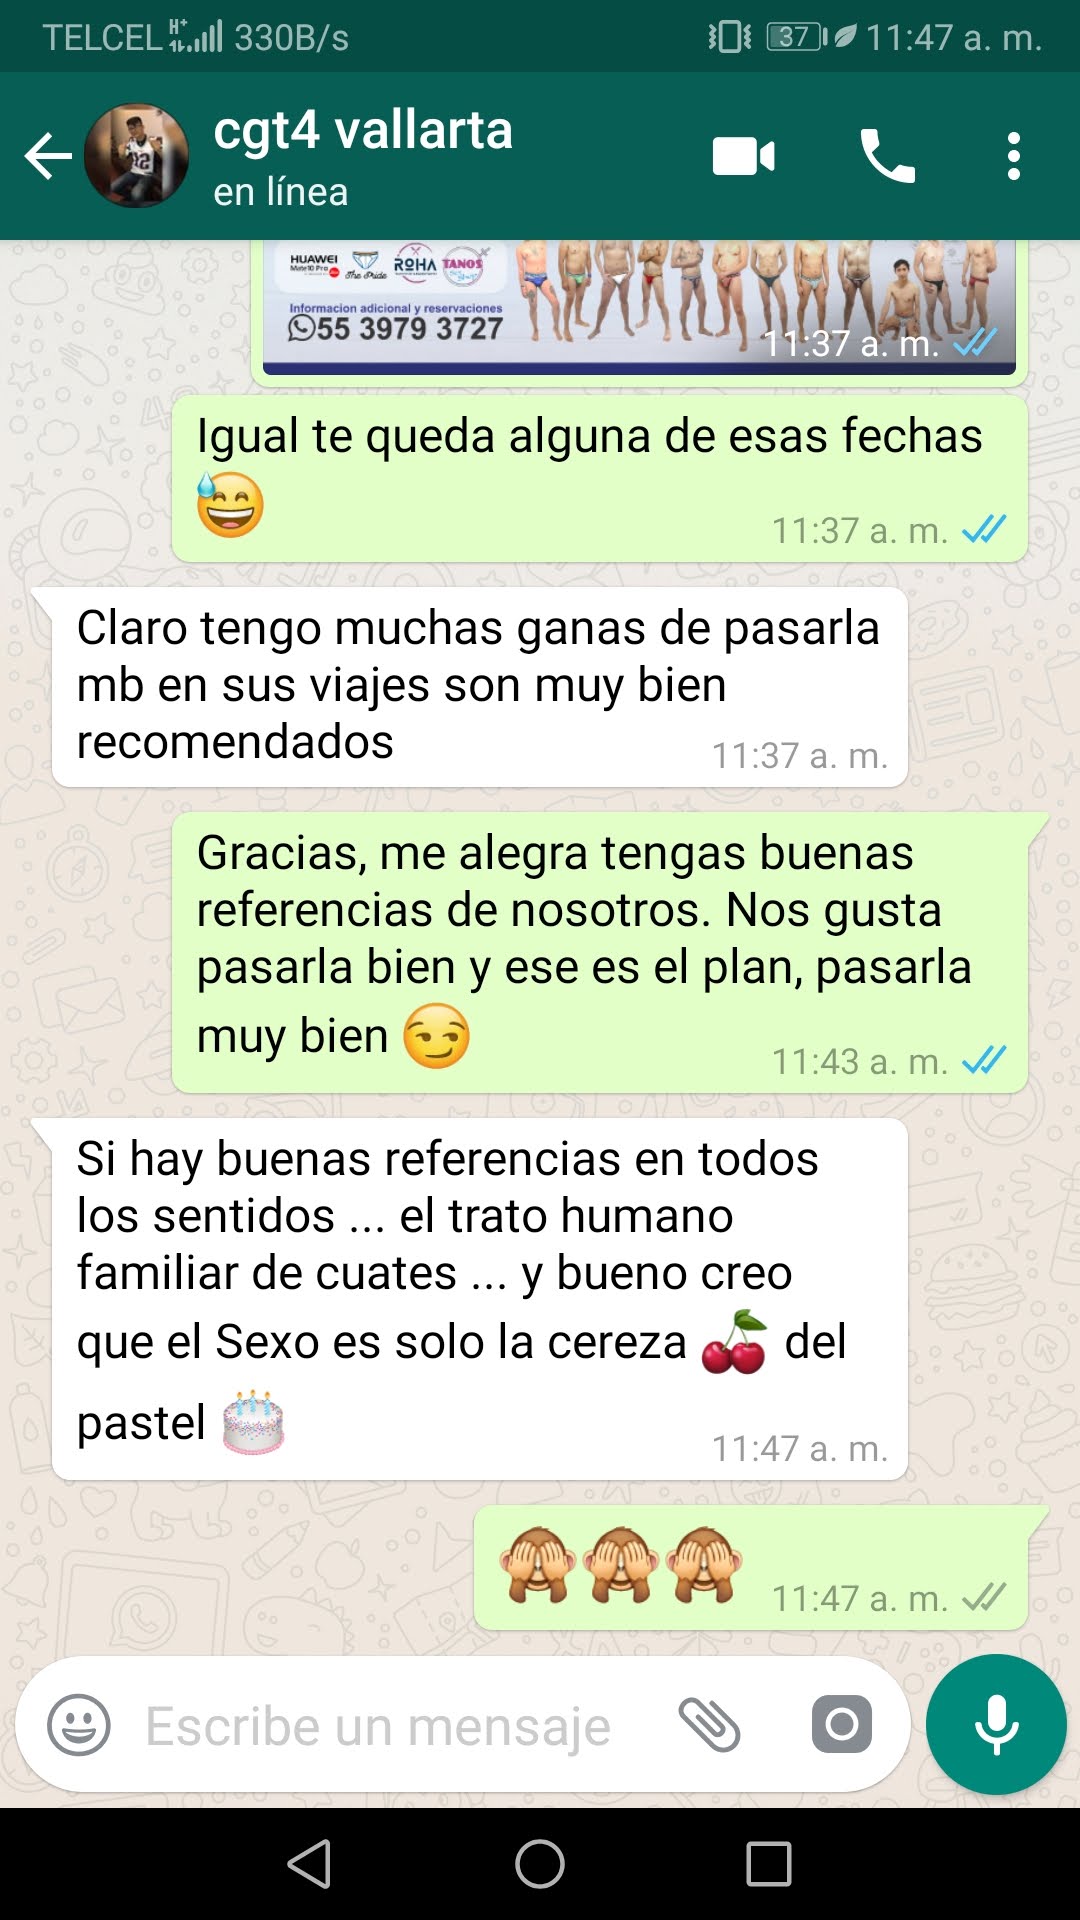 TELCEL H+ 330B/s 37 11:47 a. m.
cgt4 vallarta
en línea
12
HUAWEI
Mate10 Pro
The Pride
ROHA
TANOS
Informacion adicional y reservaciones
55 3979 3727
11:37 a. m.
Igual te queda alguna de esas fechas
😅
11:37 a. m.
Claro tengo muchas ganas de pasarla
mb en sus viajes son muy bien
recomendados
11:37 a. m.
Gracias, me alegra tengas buenas
referencias de nosotros. Nos gusta
pasarla bien y ese es el plan, pasarla
muy bien 😏
11:43 a. m.
Si hay buenas referencias en todos
los sentidos ... el trato humano
familiar de cuates ... y bueno creo
que el Sexo es solo la cereza 🍒 del
pastel 🎂
11:47 a. m.
🙈🙈🙈 11:47 a. m.
Escribe un mensaje